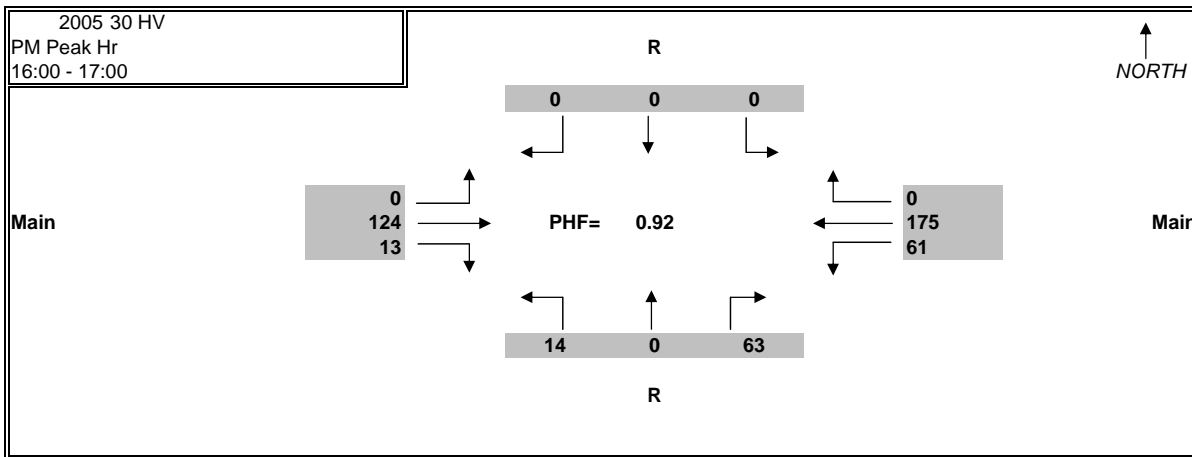 2005 30 HV
PM Peak Hr
16:00 - 17:00
R
NORTH
0 0 0
0
124
13
Main
PHF= 0.92
0
175
61
Main
14 0 63
R